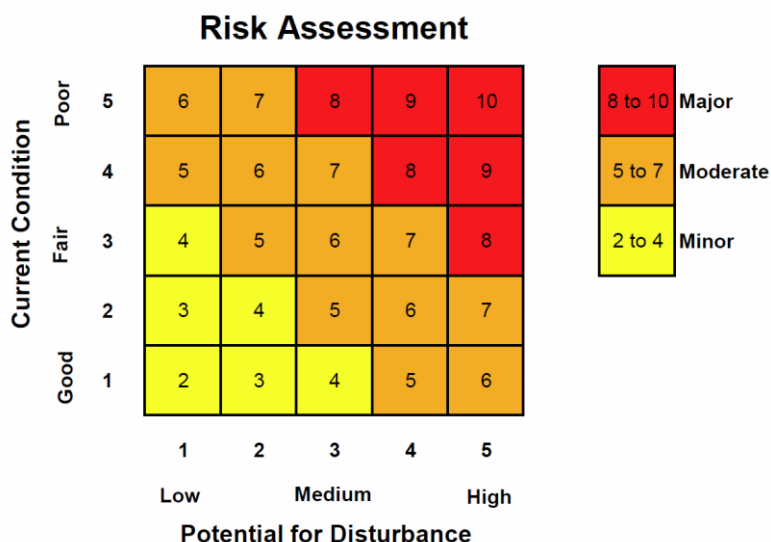 Risk Assessment
Poor 5 6 7 8 9 10 8 to 10 Major
4 5 6 7 8 9 5 to 7 Moderate
Fair 3 4 5 6 7 8 2 to 4 Minor
2 3 4 5 6 7
Good 1 2 3 4 5 6
Current Condition
1 2 3 4 5
Low Medium High
Potential for Disturbance